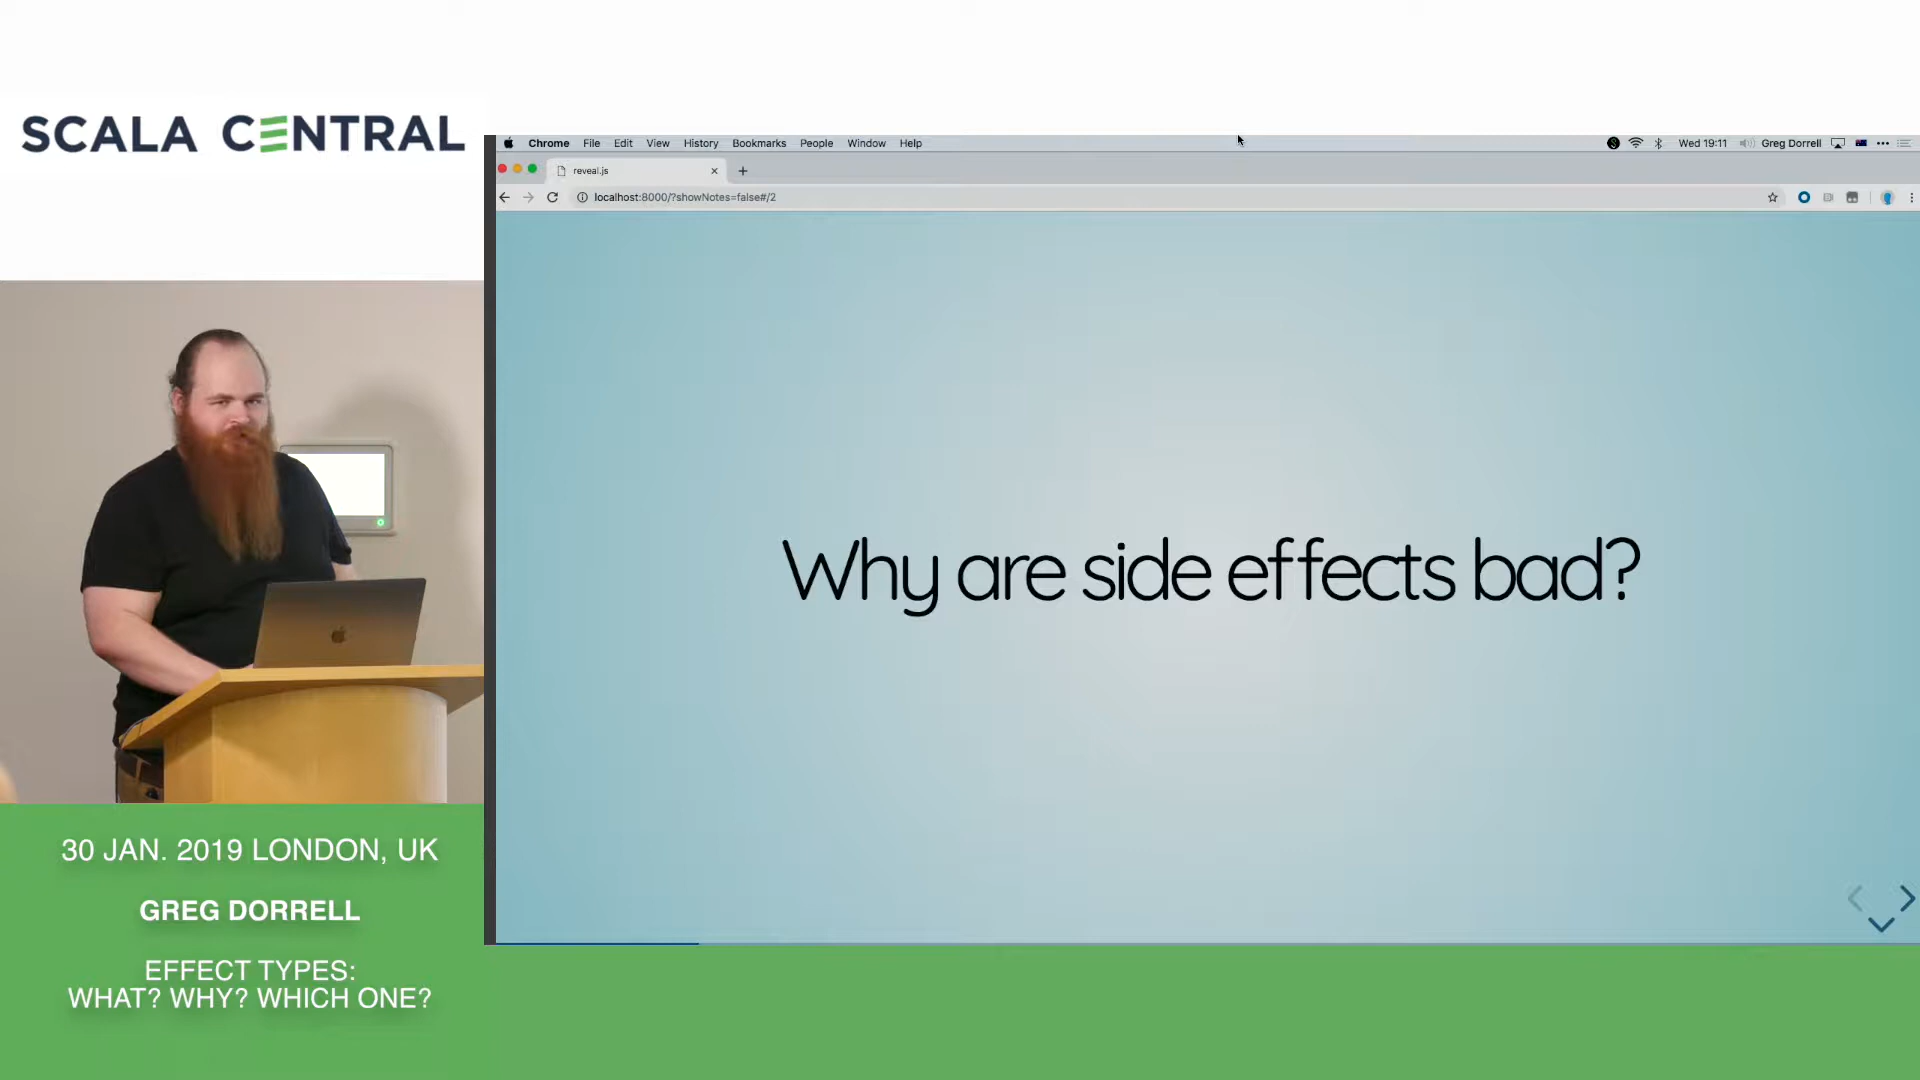 SCALA CENTRAL
Chrome File Edit View History Bookmarks People Window Help
Wed 19:11 Greg Dorrell
reveal.js
localhost:8000/?showNotes=false#/2
Why are side effects bad?
30 JAN. 2019 LONDON, UK
GREG DORRELL
EFFECT TYPES:
WHAT? WHY? WHICH ONE?